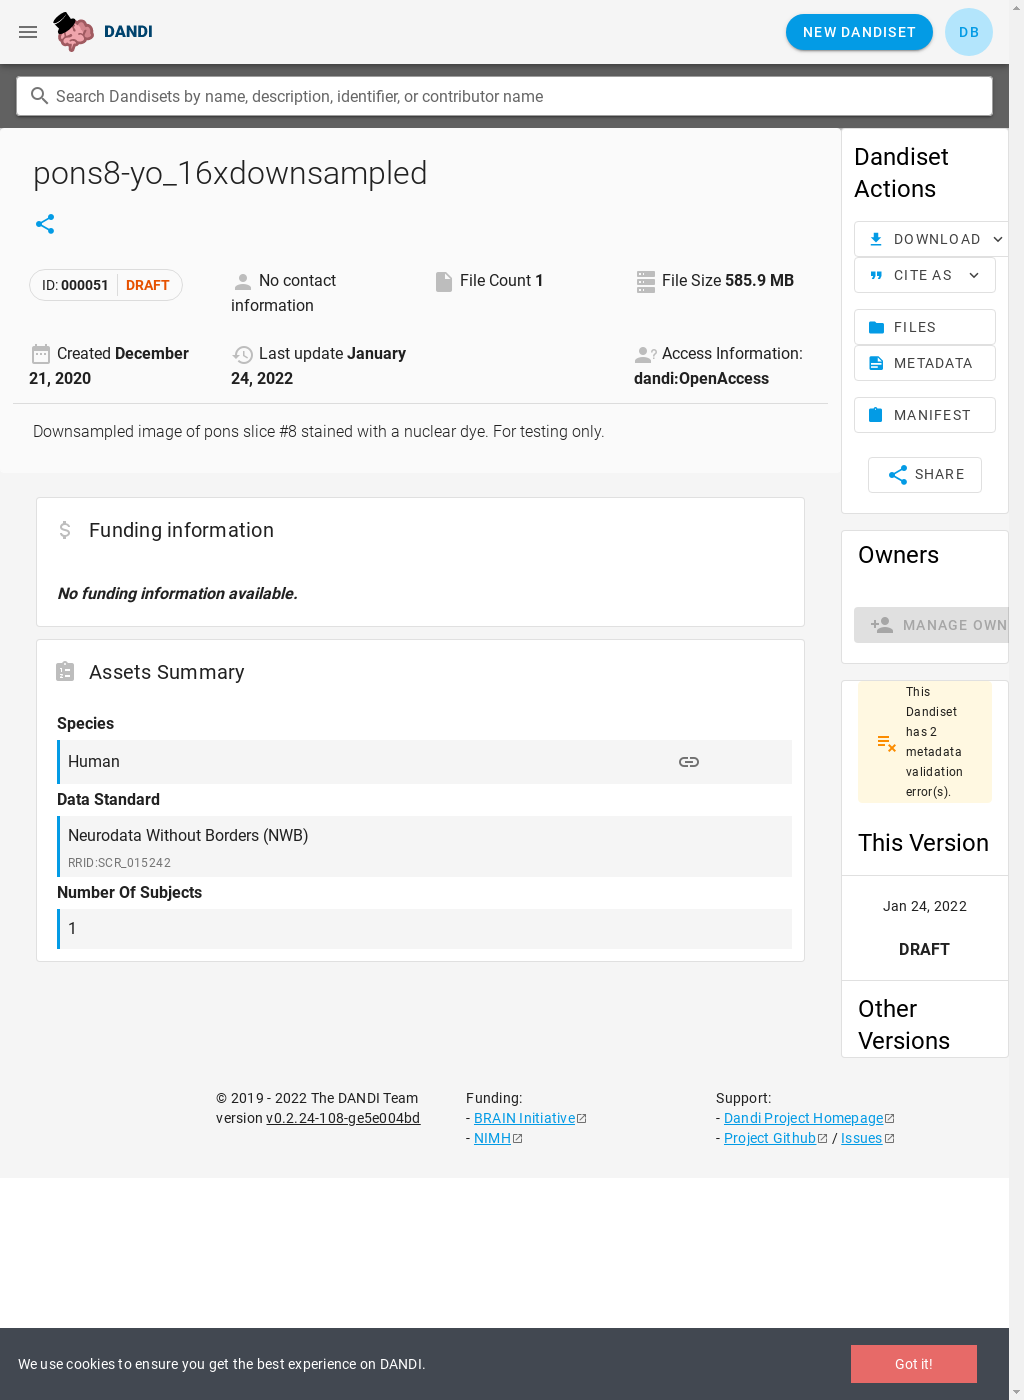 DANDI
NEW DANDISET
DB
Search Dandisets by name, description, identifier, or contributor name
pons8-yo_16xdownsampled
ID: 000051 DRAFT
No contact
information
File Count 1
File Size 585.9 MB
Created December
21, 2020
Last update January
24, 2022
Access Information:
dandi:OpenAccess
Downsampled image of pons slice #8 stained with a nuclear dye. For testing only.
Funding information
No funding information available.
Assets Summary
Species
Human
Data Standard
Neurodata Without Borders (NWB)
RRID:SCR_015242
Number Of Subjects
1
Dandiset
Actions
DOWNLOAD
CITE AS
FILES
METADATA
MANIFEST
SHARE
Owners
MANAGE OWN
This
Dandiset
has 2
metadata
validation
error(s).
This Version
Jan 24, 2022
DRAFT
Other
Versions
© 2019 - 2022 The DANDI Team
version v0.2.24-108-ge5e004bd
Funding:
- BRAIN Initiative
- NIMH
Support:
- Dandi Project Homepage
- Project Github / Issues
We use cookies to ensure you get the best experience on DANDI.
Got it!